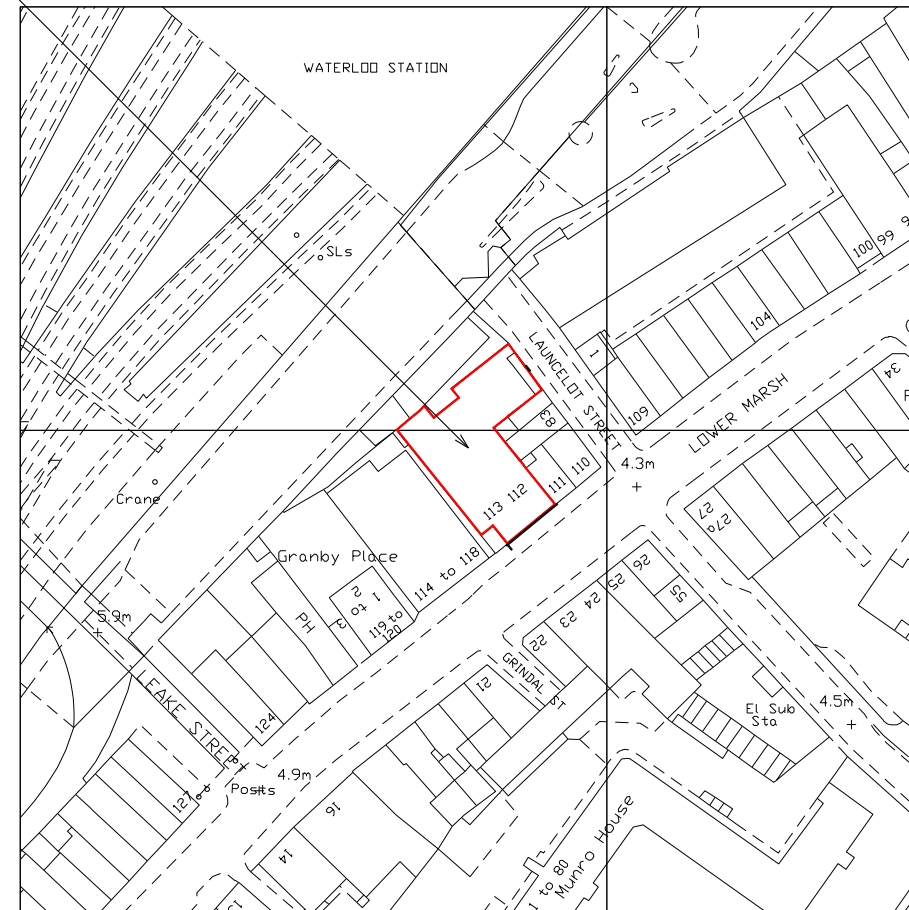 WATERLOO STATION
SLs
100
99
104
LAUNCELOT STREET
1
109
LOWER MARSH
34
83
4.3m
110
111
112
113
27
27a
Crane
Granby Place
114 to 118
1 to 2
3
119 to
120
PH
26
25
24
23
22
55
5.9m
GRINDAL ST
21
LEAKE STREET
124
El Sub
Sta
4.5m
4.9m
Posts
127
16
14
1 to 80
Munro House